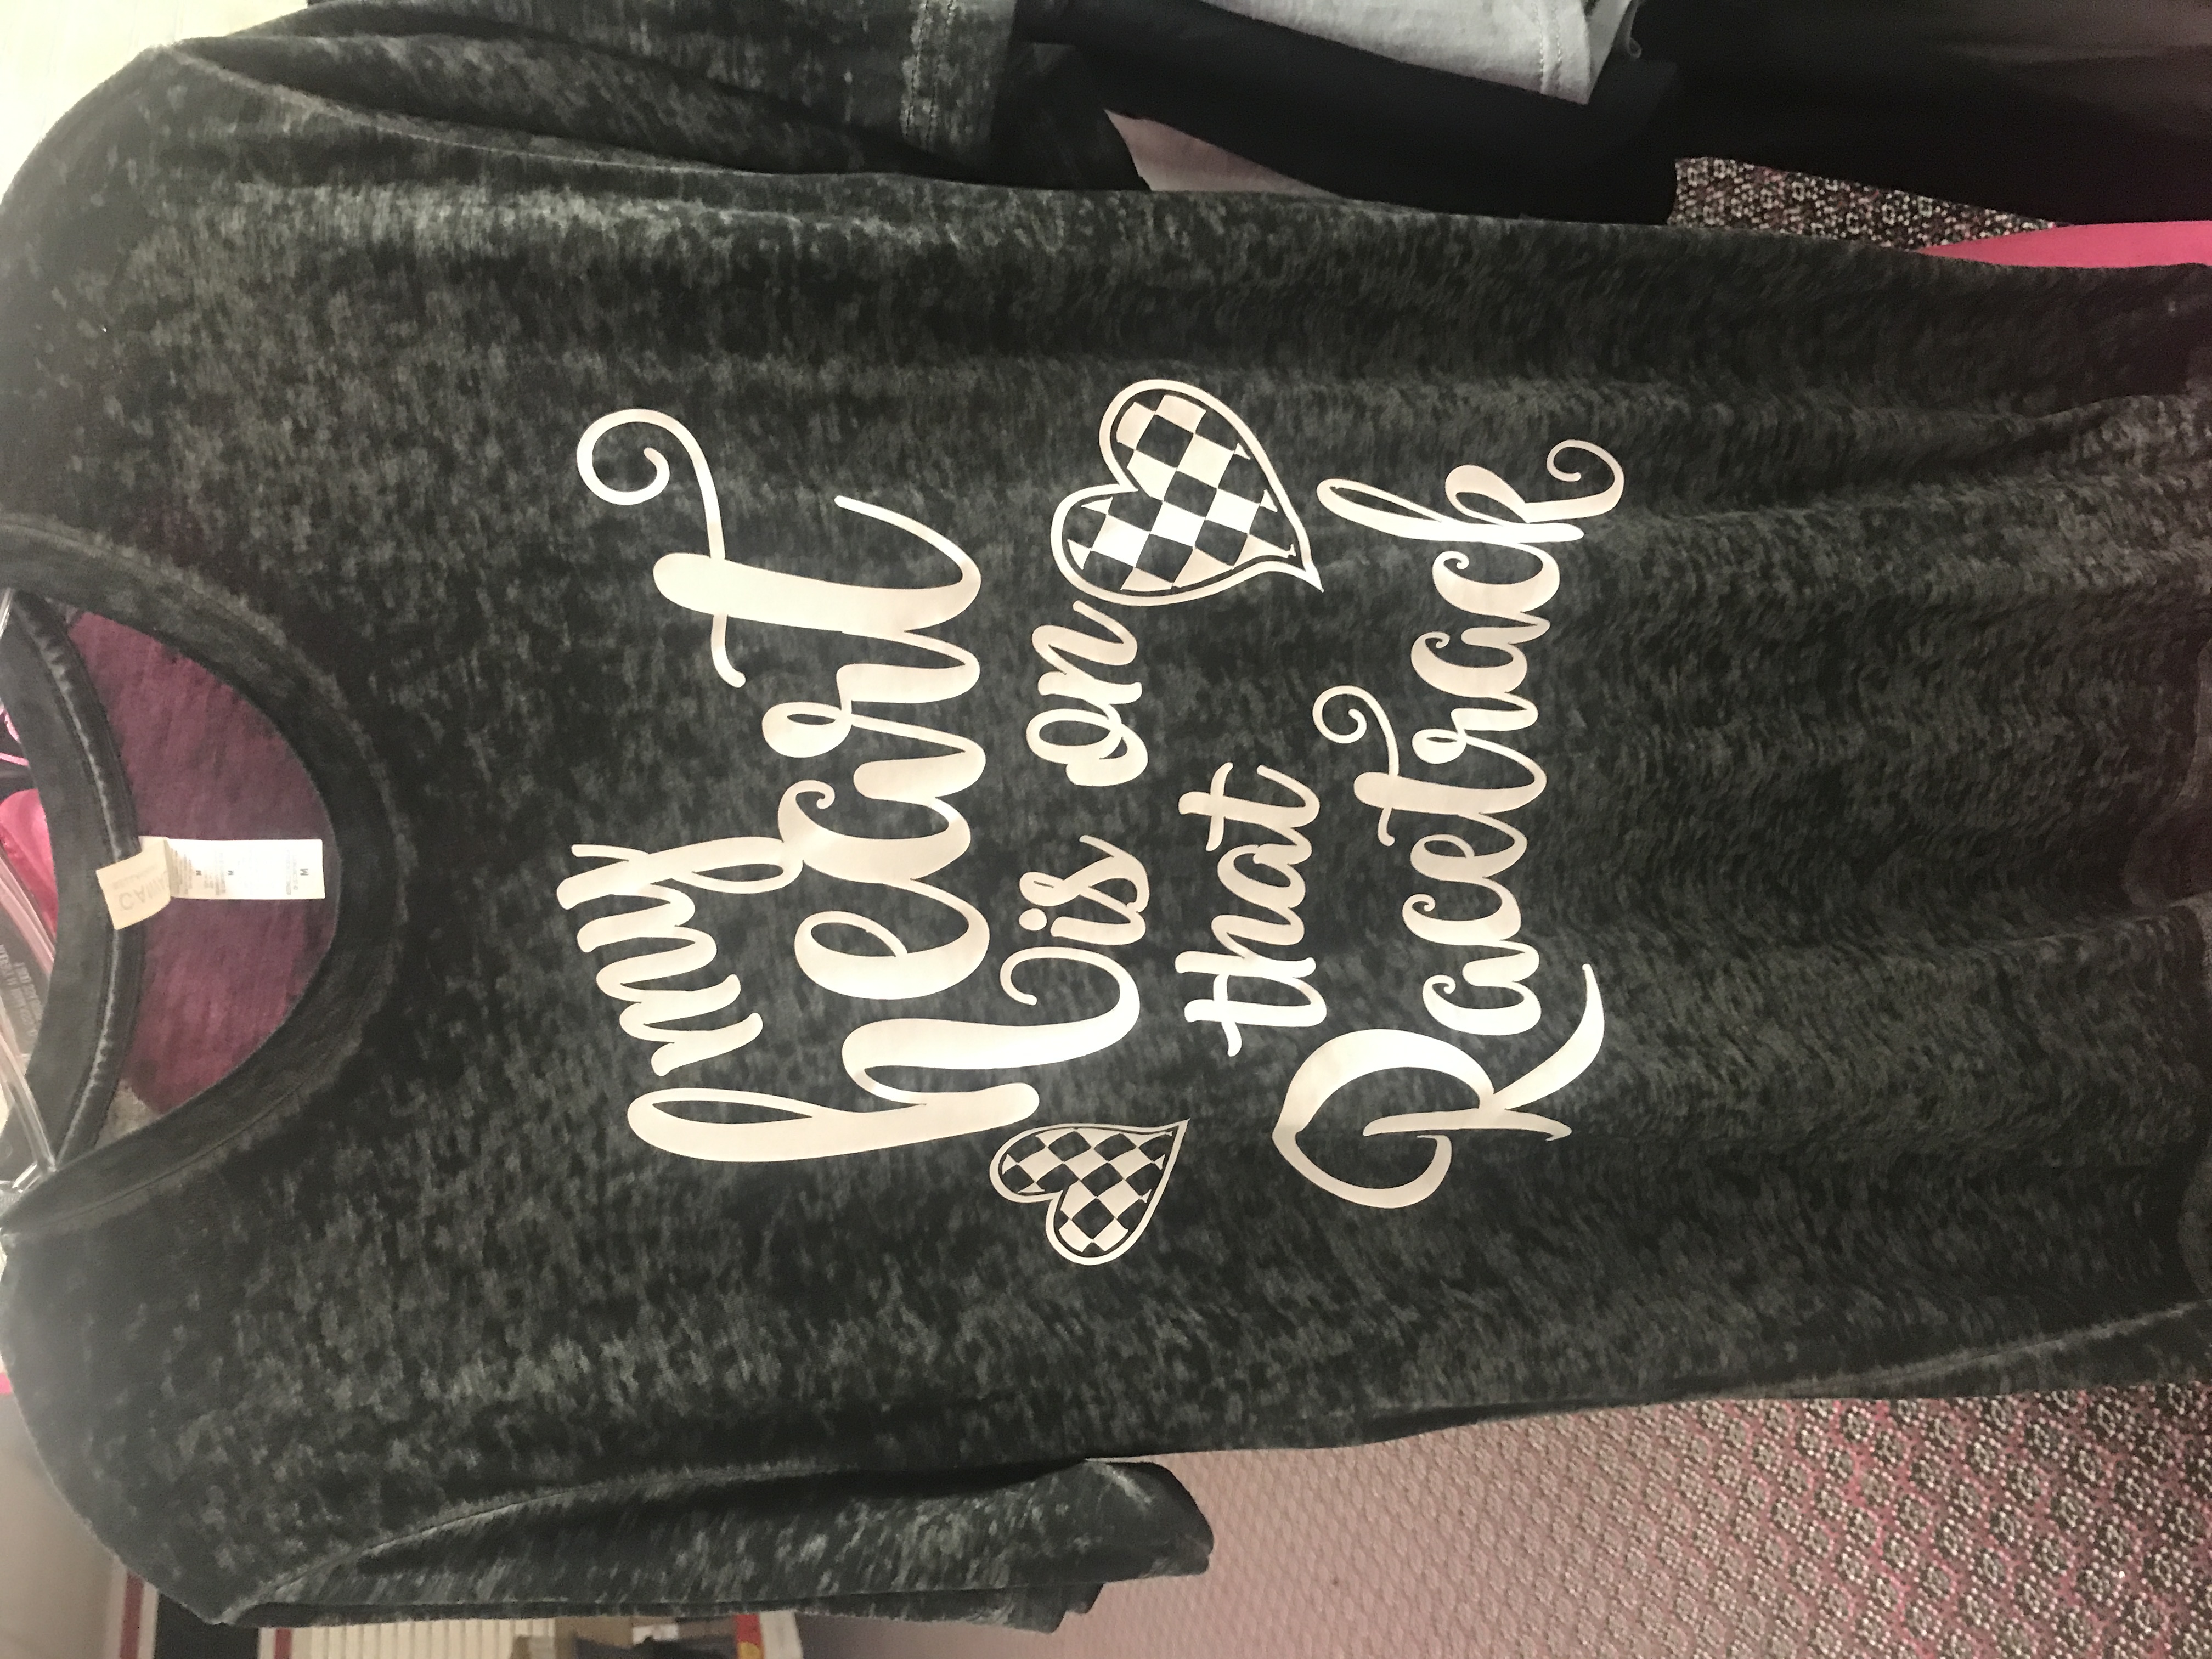 my
heart
is on
that
Racetrack
M
M